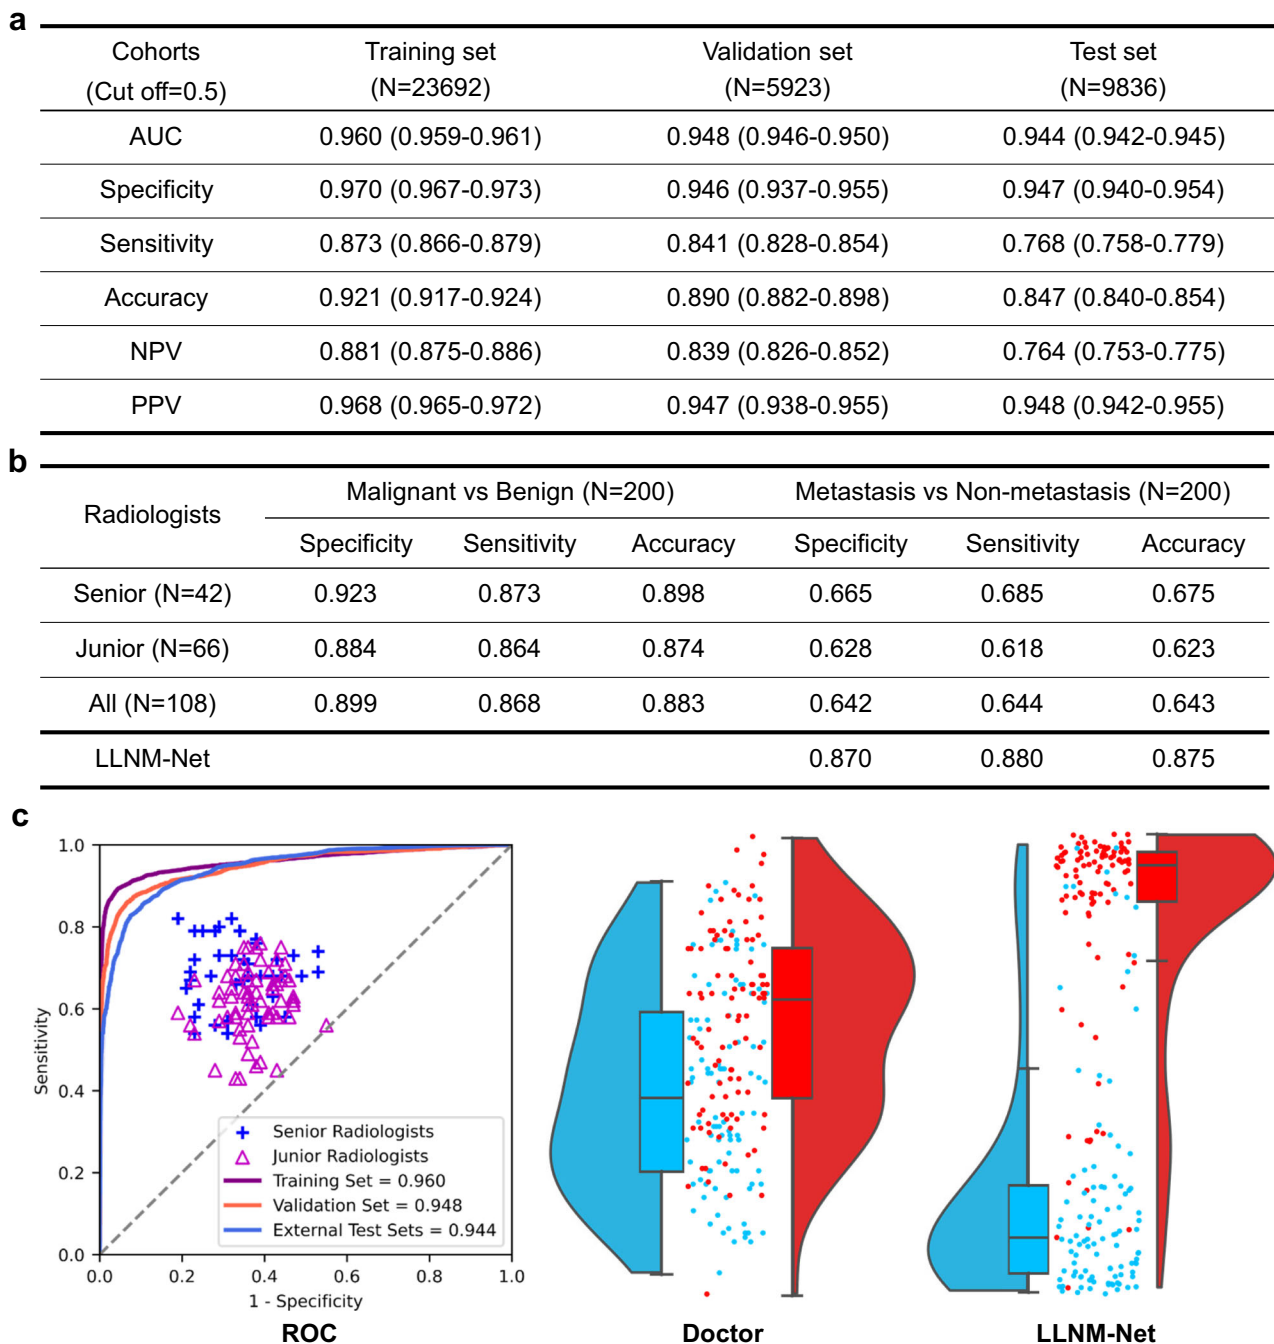 a
Cohorts Training set Validation set Test set
(Cut off=0.5) (N=23692) (N=5923) (N=9836)
AUC 0.960 (0.959-0.961) 0.948 (0.946-0.950) 0.944 (0.942-0.945)
Specificity 0.970 (0.967-0.973) 0.946 (0.937-0.955) 0.947 (0.940-0.954)
Sensitivity 0.873 (0.866-0.879) 0.841 (0.828-0.854) 0.768 (0.758-0.779)
Accuracy 0.921 (0.917-0.924) 0.890 (0.882-0.898) 0.847 (0.840-0.854)
NPV 0.881 (0.875-0.886) 0.839 (0.826-0.852) 0.764 (0.753-0.775)
PPV 0.968 (0.965-0.972) 0.947 (0.938-0.955) 0.948 (0.942-0.955)
b
Radiologists Malignant vs Benign (N=200) Metastasis vs Non-metastasis (N=200)
Specificity Sensitivity Accuracy Specificity Sensitivity Accuracy
Senior (N=42) 0.923 0.873 0.898 0.665 0.685 0.675
Junior (N=66) 0.884 0.864 0.874 0.628 0.618 0.623
All (N=108) 0.899 0.868 0.883 0.642 0.644 0.643
LLNM-Net 0.870 0.880 0.875
c
1.0
0.8
0.6
0.4
0.2
0.0
Sensitivity
Senior Radiologists
Junior Radiologists
Training Set = 0.960
Validation Set = 0.948
External Test Sets = 0.944
0.0 0.2 0.4 0.6 0.8 1.0
1 - Specificity
ROC Doctor LLNM-Net